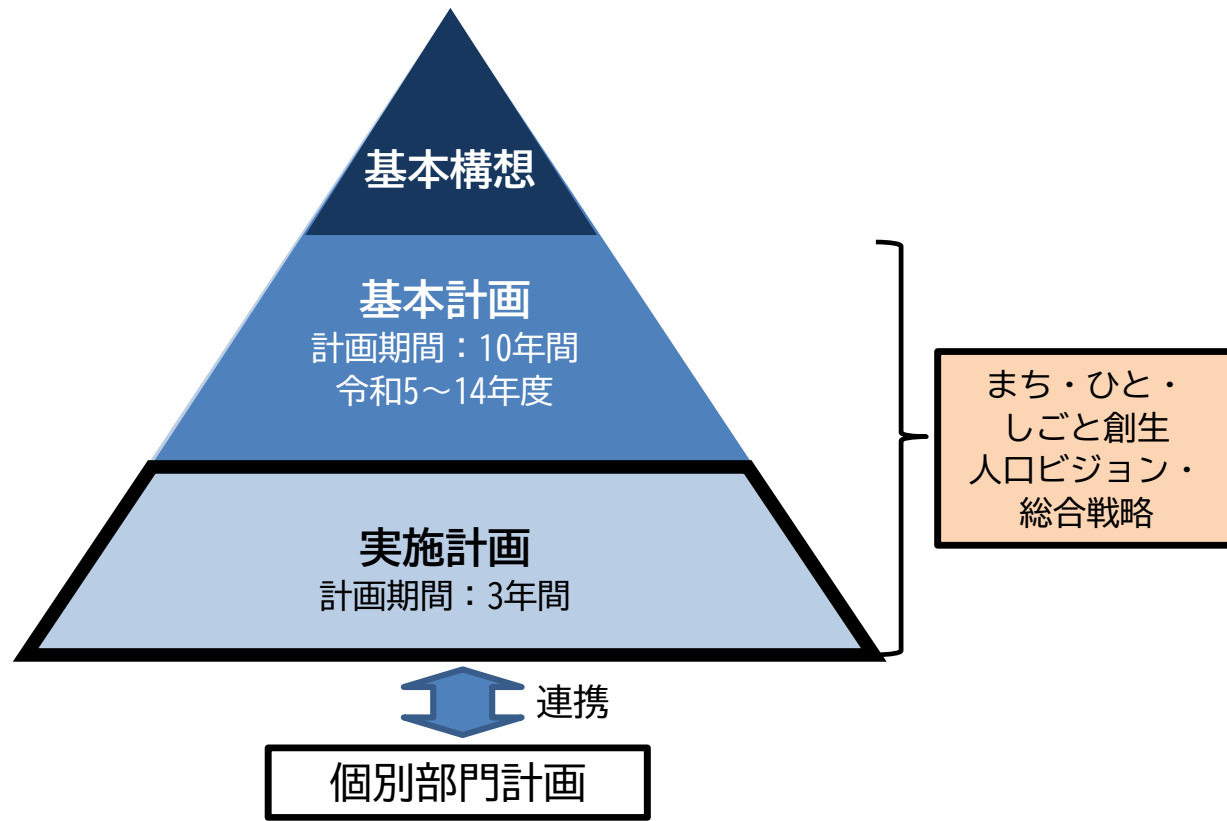 基本構想
基本計画
計画期間：10年間
令和5～14年度
実施計画
計画期間：3年間
まち・ひと・
しごと創生
人口ビジョン・
総合戦略
連携
個別部門計画